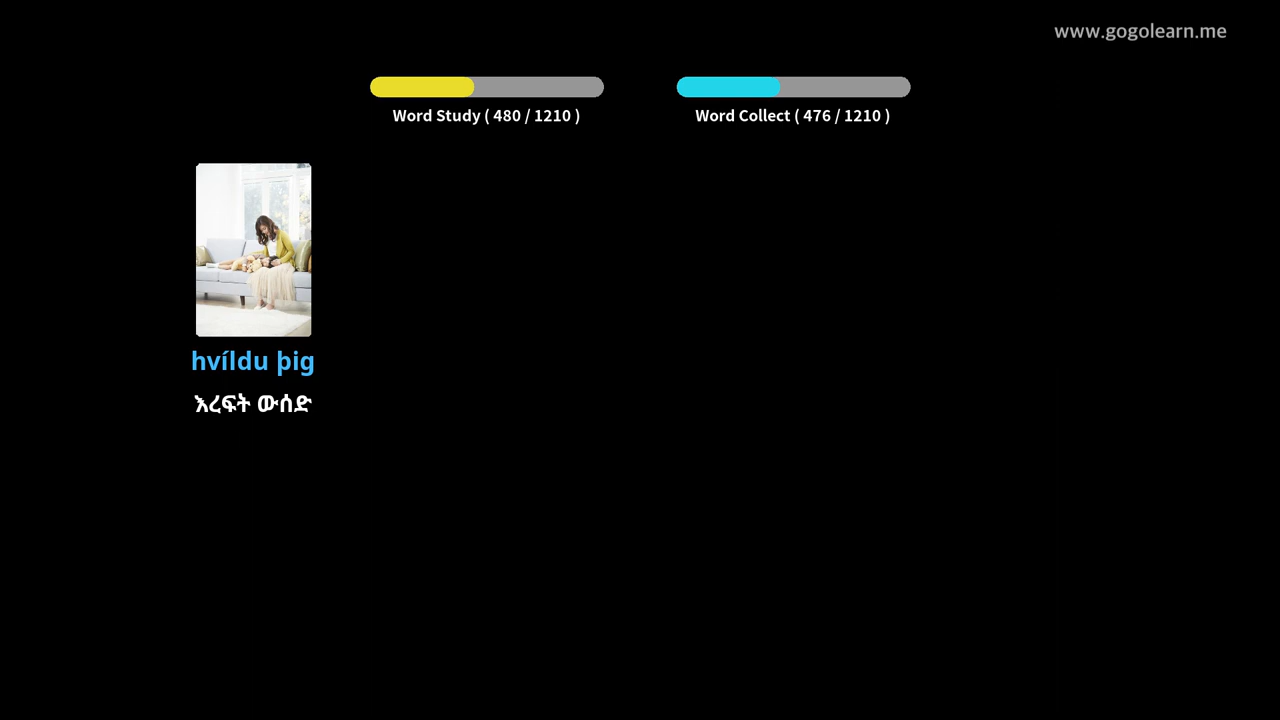 www.gogolearn.me
Word Study ( 480 / 1210 )
Word Collect ( 476 / 1210 )
hvíldu þig
እረፍት ውሰድ